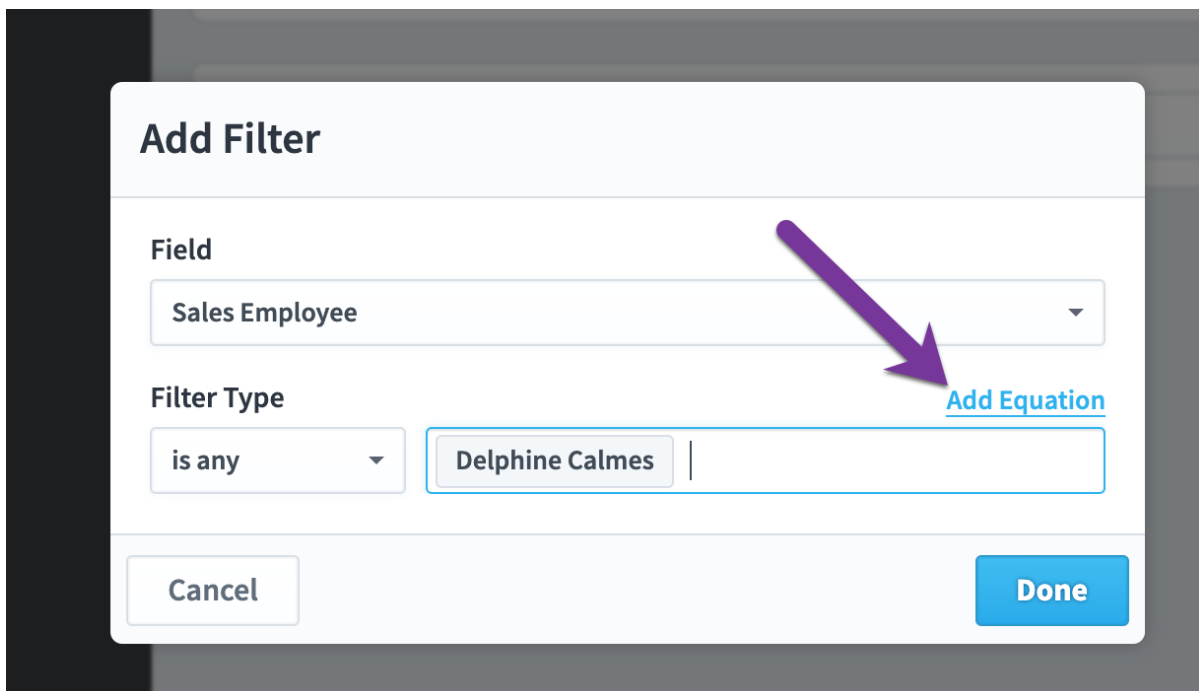 Add Filter
Field
Sales Employee
Filter Type
Add Equation
is any
Delphine Calmes
Cancel
Done